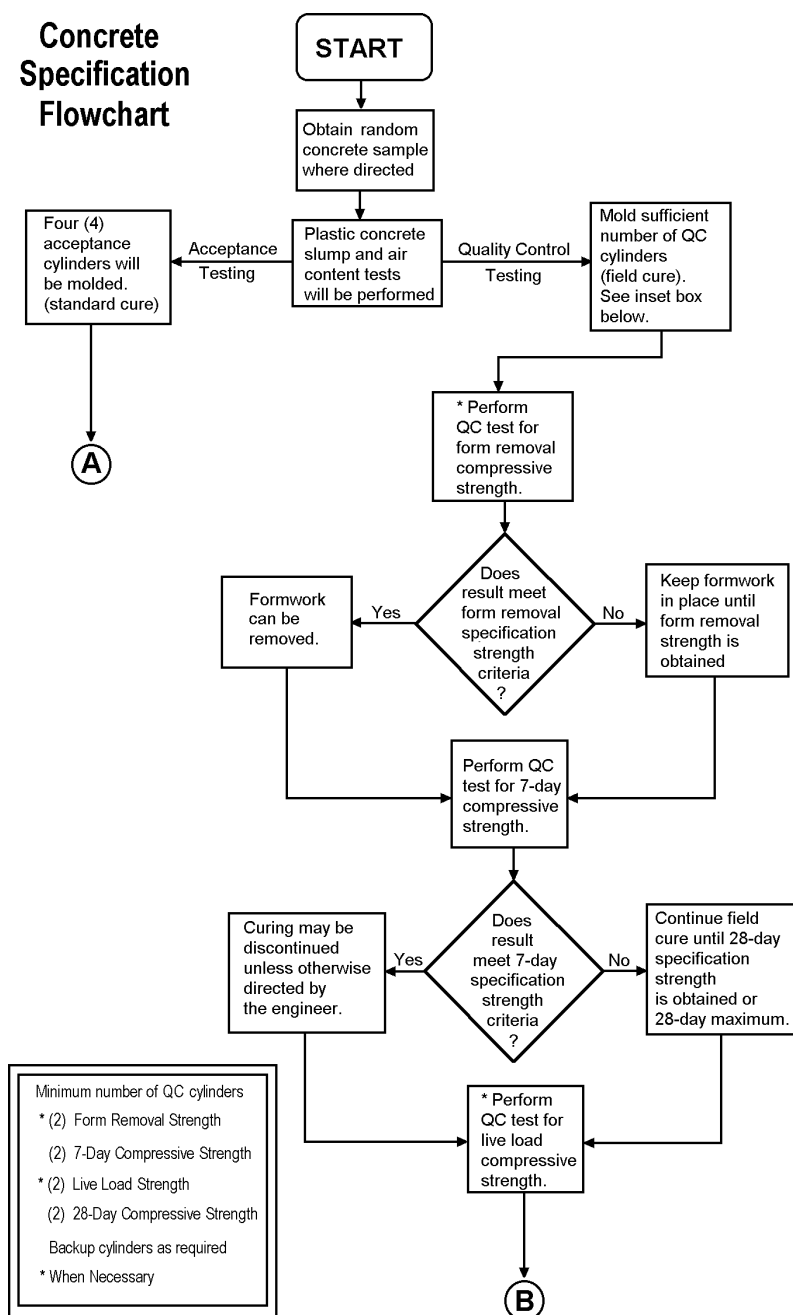 Concrete
Specification
Flowchart
START
Obtain random
concrete sample
where directed
Four (4)
acceptance
cylinders will
be molded.
(standard cure)
Acceptance
Testing
Plastic concrete
slump and air
content tests
will be performed
Quality Control
Testing
Mold sufficient
number of QC
cylinders
(field cure).
See inset box
below.
A
* Perform
QC test for
form removal
compressive
strength.
Formwork
can be
removed.
Yes
Does
result meet
form removal
specification
strength
criteria
?
No
Keep formwork
in place until
form removal
strength is
obtained
Perform QC
test for 7-day
compressive
strength.
Curing may be
discontinued
unless otherwise
directed by
the engineer.
Yes
Does
result
meet 7-day
specification
strength
criteria
?
No
Continue field
cure until 28-day
specification
strength
is obtained or
28-day maximum.
* Perform
QC test for
live load
compressive
strength.
Minimum number of QC cylinders
* (2) Form Removal Strength
(2) 7-Day Compressive Strength
* (2) Live Load Strength
(2) 28-Day Compressive Strength
Backup cylinders as required
* When Necessary
B